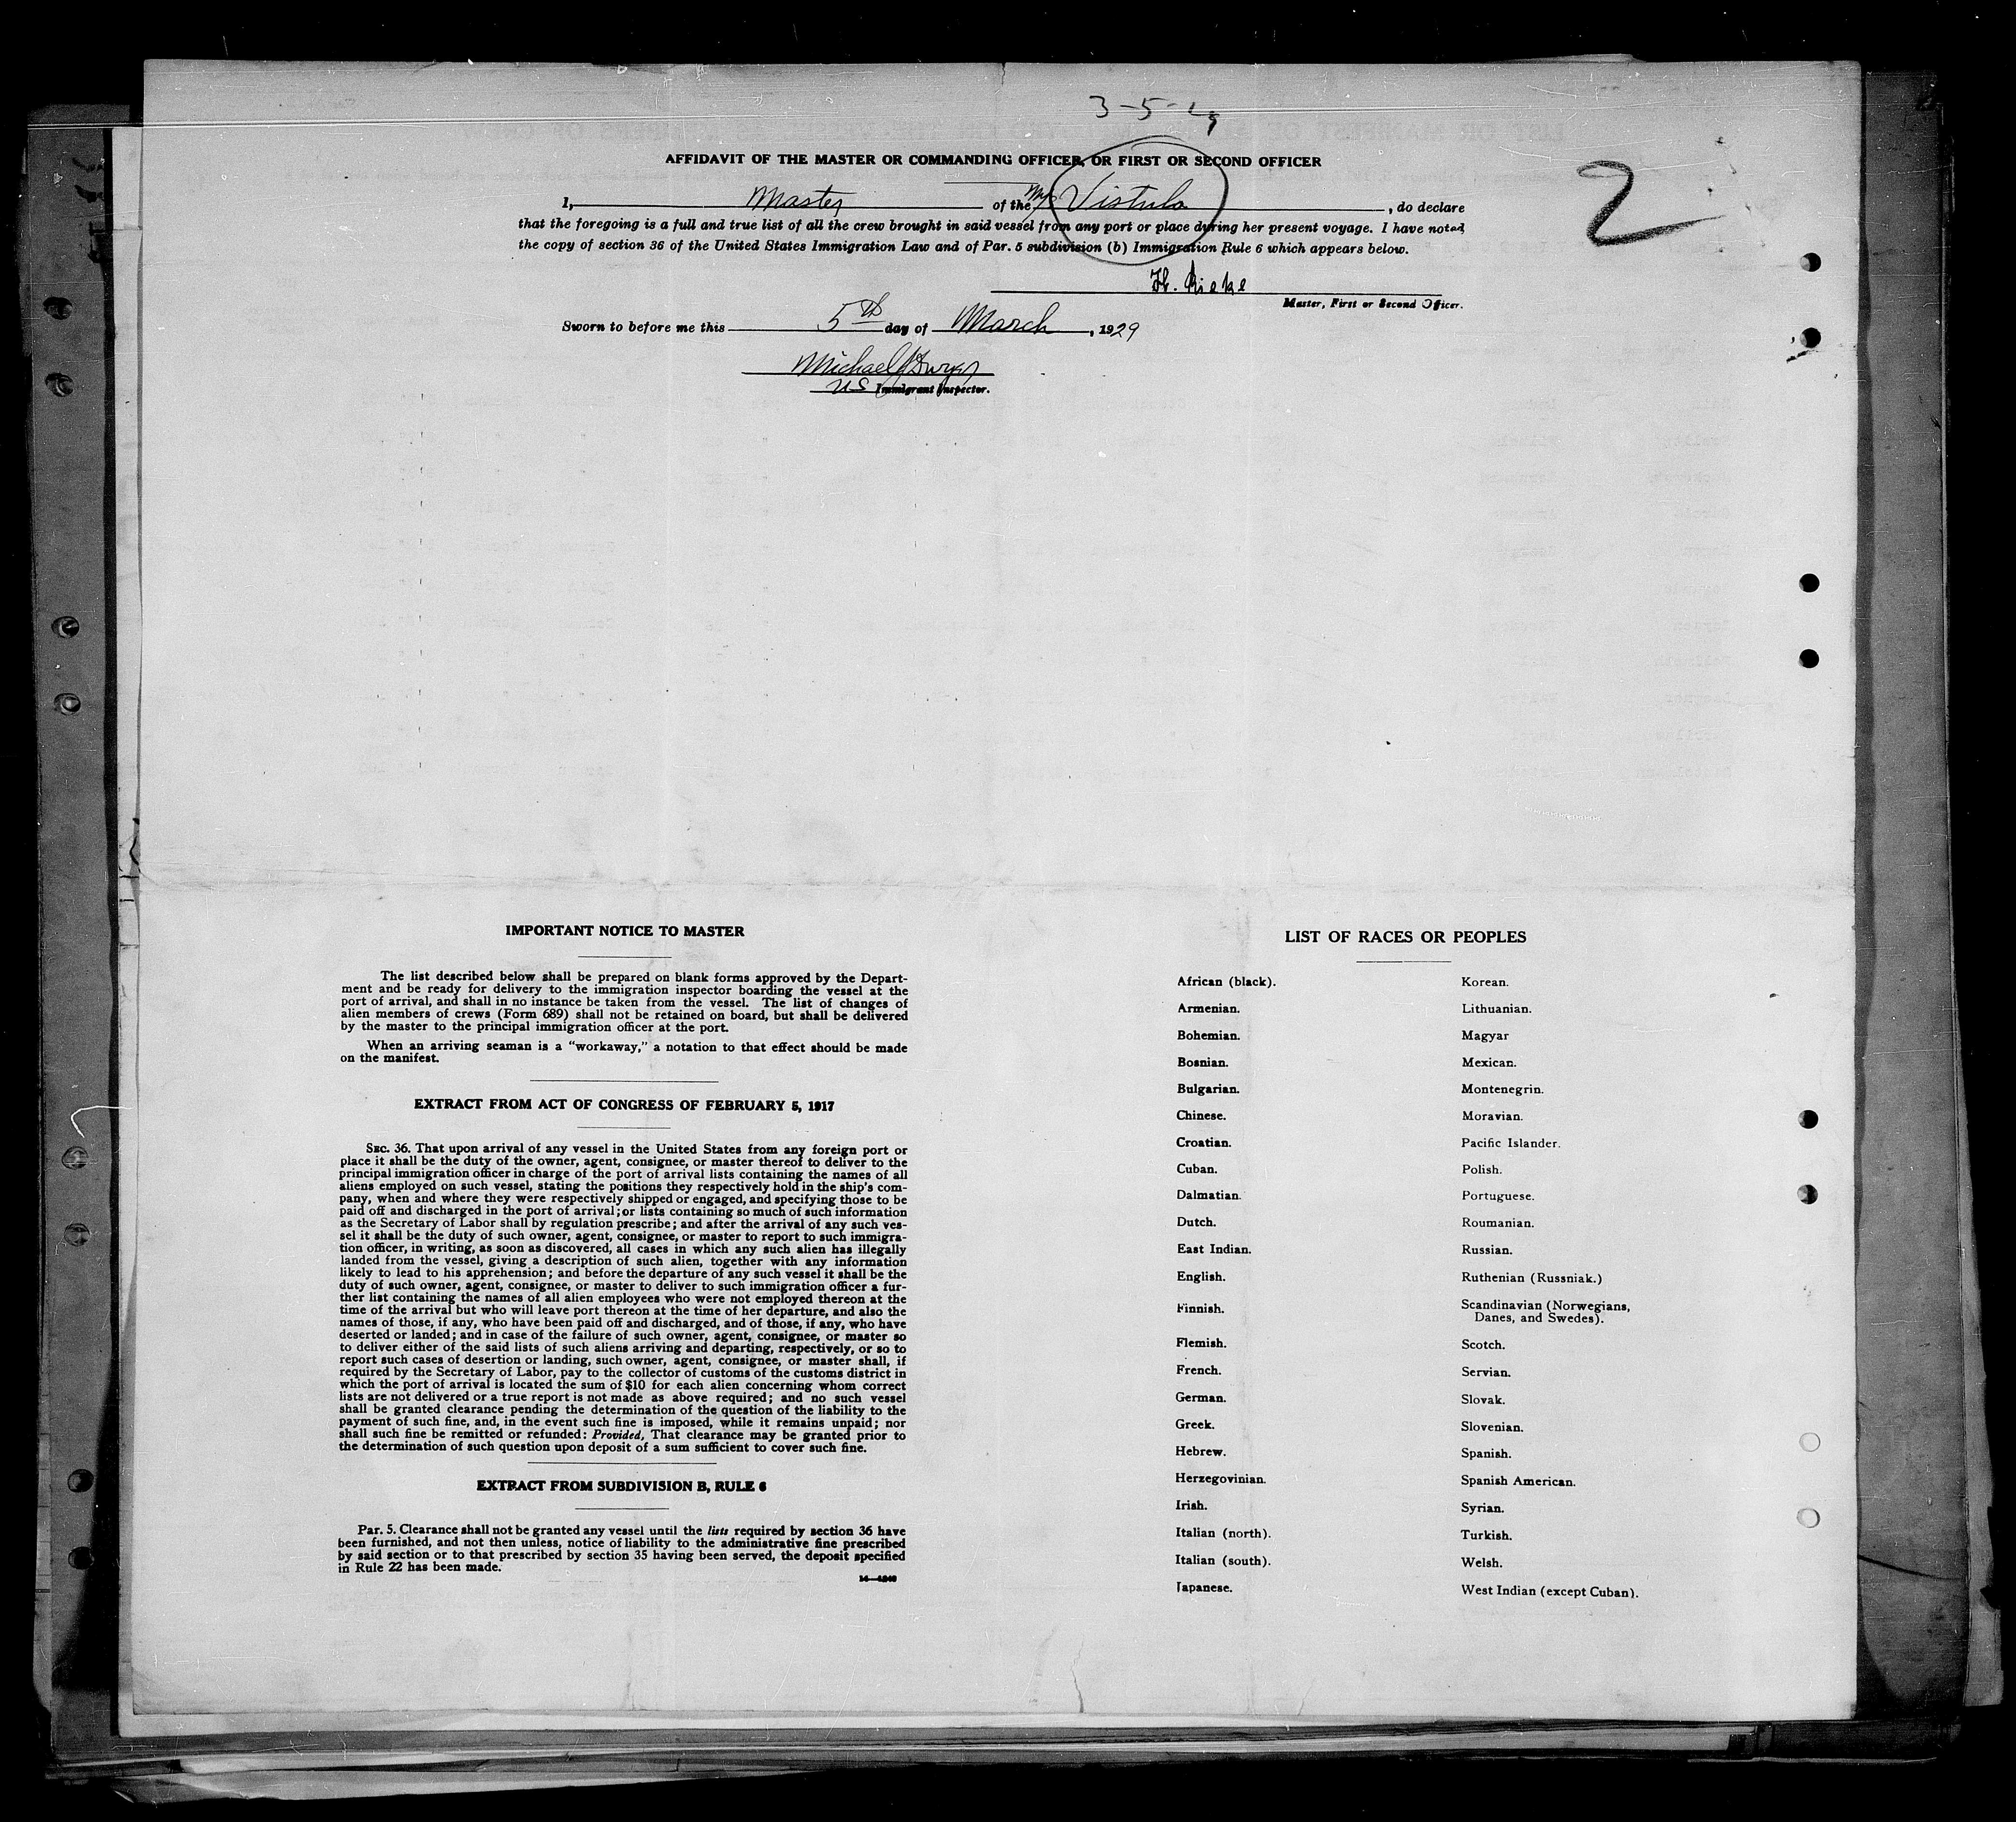 3-5-29
AFFIDAVIT OF THE MASTER OR COMMANDING OFFICER, OR FIRST OR SECOND OFFICER
2
I, Master of the M/S Vistula, do declare
that the foregoing is a full and true list of all the crew brought in said vessel from any port or place during her present voyage. I have noted
the copy of section 36 of the United States Immigration Law and of Par. 5 subdivision (b) Immigration Rule 6 which appears below.
H. Rieke
Master, First or Second Officer.
Sworn to before me this 5th day of March, 1929
Michael J Dwyer
US Immigrant Inspector.
IMPORTANT NOTICE TO MASTER
The list described below shall be prepared on blank forms approved by the Depart-
ment and be ready for delivery to the immigration inspector boarding the vessel at the
port of arrival, and shall in no instance be taken from the vessel. The list of changes of
alien members of crews (Form 689) shall not be retained on board, but shall be delivered
by the master to the principal immigration officer at the port.
When an arriving seaman is a "workaway," a notation to that effect should be made
on the manifest.
EXTRACT FROM ACT OF CONGRESS OF FEBRUARY 5, 1917
SEC. 36. That upon arrival of any vessel in the United States from any foreign port or
place it shall be the duty of the owner, agent, consignee, or master thereof to deliver to the
principal immigration officer in charge of the port of arrival lists containing the names of all
aliens employed on such vessel, stating the positions they respectively hold in the ship's com-
pany, when and where they were respectively shipped or engaged, and specifying those to be
paid off and discharged in the port of arrival; or lists containing so much of such information
as the Secretary of Labor shall by regulation prescribe; and after the arrival of any such ves-
sel it shall be the duty of such owner, agent, consignee, or master to report to such immigra-
tion officer, in writing, as soon as discovered, all cases in which any such alien has illegally
landed from the vessel, giving a description of such alien, together with any information
likely to lead to his apprehension; and before the departure of any such vessel it shall be the
duty of such owner, agent, consignee, or master to deliver to such immigration officer a fur-
ther list containing the names of all alien employees who were not employed thereon at the
time of the arrival but who will leave port thereon at the time of her departure, and also the
names of those, if any, who have been paid off and discharged, and of those, if any, who have
deserted or landed; and in case of the failure of such owner, agent, consignee, or master so
to deliver either of the said lists of such aliens arriving and departing, respectively, or so to
report such cases of desertion or landing, such owner, agent, consignee, or master shall, if
required by the Secretary of Labor, pay to the collector of customs of the customs district in
which the port of arrival is located the sum of $10 for each alien concerning whom correct
lists are not delivered or a true report is not made as above required; and no such vessel
shall be granted clearance pending the determination of the question of the liability to the
payment of such fine, and, in the event such fine is imposed, while it remains unpaid; nor
shall such fine be remitted or refunded: Provided, That clearance may be granted prior to
the determination of such question upon deposit of a sum sufficient to cover such fine.
EXTRACT FROM SUBDIVISION B, RULE 6
Par. 5. Clearance shall not be granted any vessel until the lists required by section 36 have
been furnished, and not then unless, notice of liability to the administrative fine prescribed
by said section or to that prescribed by section 35 having been served, the deposit specified
in Rule 22 has been made.
LIST OF RACES OR PEOPLES
African (black).
Armenian.
Bohemian.
Bosnian.
Bulgarian.
Chinese.
Croatian.
Cuban.
Dalmatian.
Dutch.
East Indian.
English.
Finnish.
Flemish.
French.
German.
Greek.
Hebrew.
Herzegovinian.
Irish.
Italian (north).
Italian (south).
Japanese.
Korean.
Lithuanian.
Magyar
Mexican.
Montenegrin.
Moravian.
Pacific Islander.
Polish.
Portuguese.
Roumanian.
Russian.
Ruthenian (Russniak.)
Scandinavian (Norwegians,
Danes, and Swedes).
Scotch.
Servian.
Slovak.
Slovenian.
Spanish.
Spanish American.
Syrian.
Turkish.
Welsh.
West Indian (except Cuban).